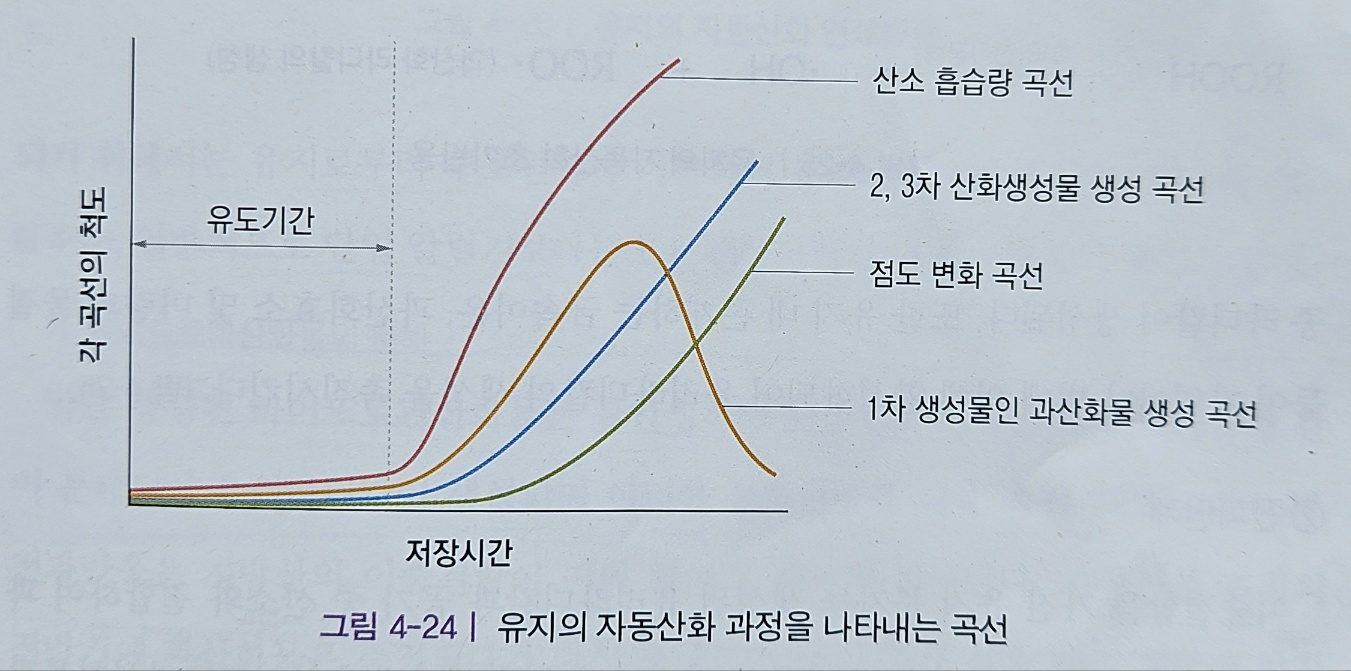 산소 흡습량 곡선
2, 3차 산화생성물 생성 곡선
유도기간
점도 변화 곡선
각 곡선의 척도
1차 생성물인 과산화물 생성 곡선
저장시간
그림 4-24 | 유지의 자동산화 과정을 나타내는 곡선